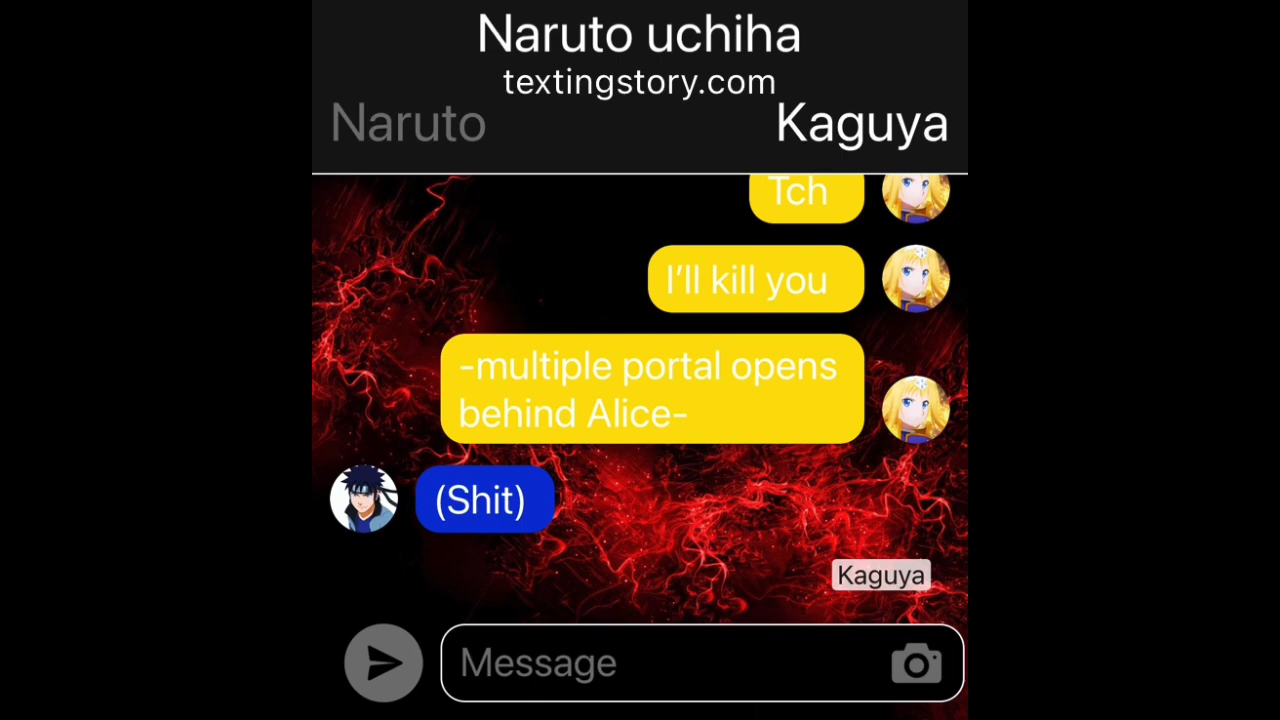 Naruto uchiha
textingstory.com
Naruto
Kaguya
Tch
I’ll kill you
-multiple portal opens
behind Alice-
(Shit)
Kaguya
Message